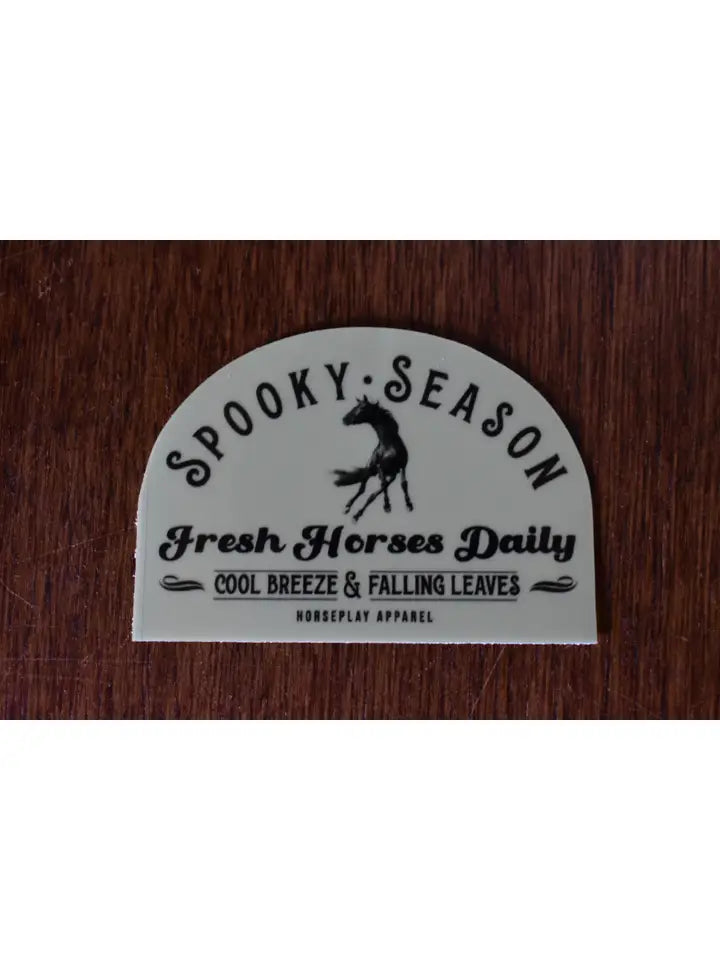 SPOOKY · SEASON
Fresh Horses Daily
COOL BREEZE & FALLING LEAVES
HORSEPLAY APPAREL